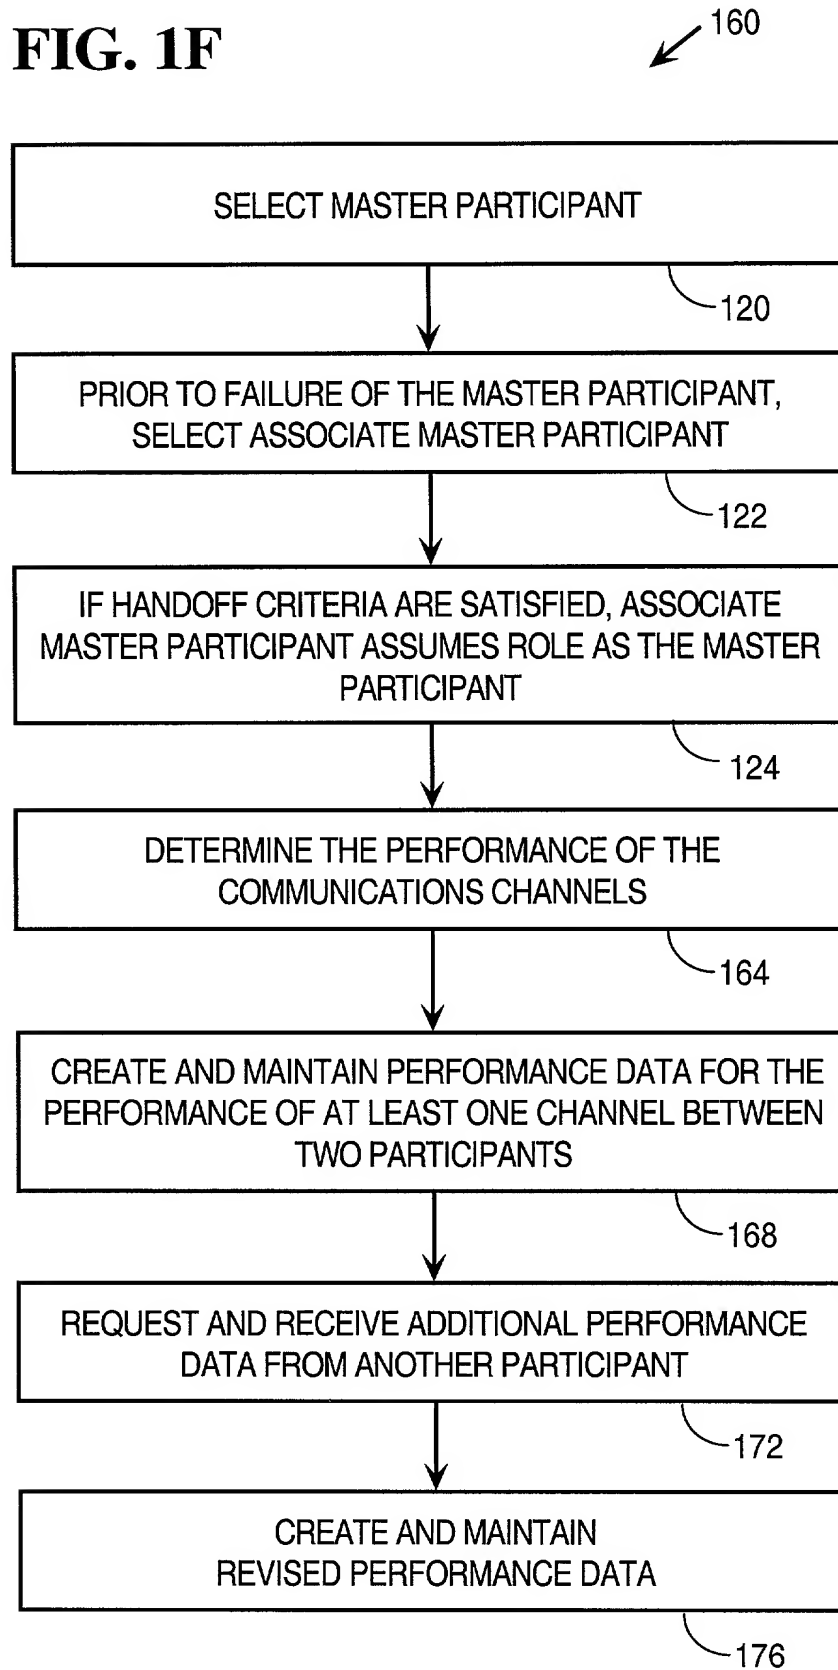 FIG. 1F
160
SELECT MASTER PARTICIPANT
120
PRIOR TO FAILURE OF THE MASTER PARTICIPANT,
SELECT ASSOCIATE MASTER PARTICIPANT
122
IF HANDOFF CRITERIA ARE SATISFIED, ASSOCIATE
MASTER PARTICIPANT ASSUMES ROLE AS THE MASTER
PARTICIPANT
124
DETERMINE THE PERFORMANCE OF THE
COMMUNICATIONS CHANNELS
164
CREATE AND MAINTAIN PERFORMANCE DATA FOR THE
PERFORMANCE OF AT LEAST ONE CHANNEL BETWEEN
TWO PARTICIPANTS
168
REQUEST AND RECEIVE ADDITIONAL PERFORMANCE
DATA FROM ANOTHER PARTICIPANT
172
CREATE AND MAINTAIN
REVISED PERFORMANCE DATA
176